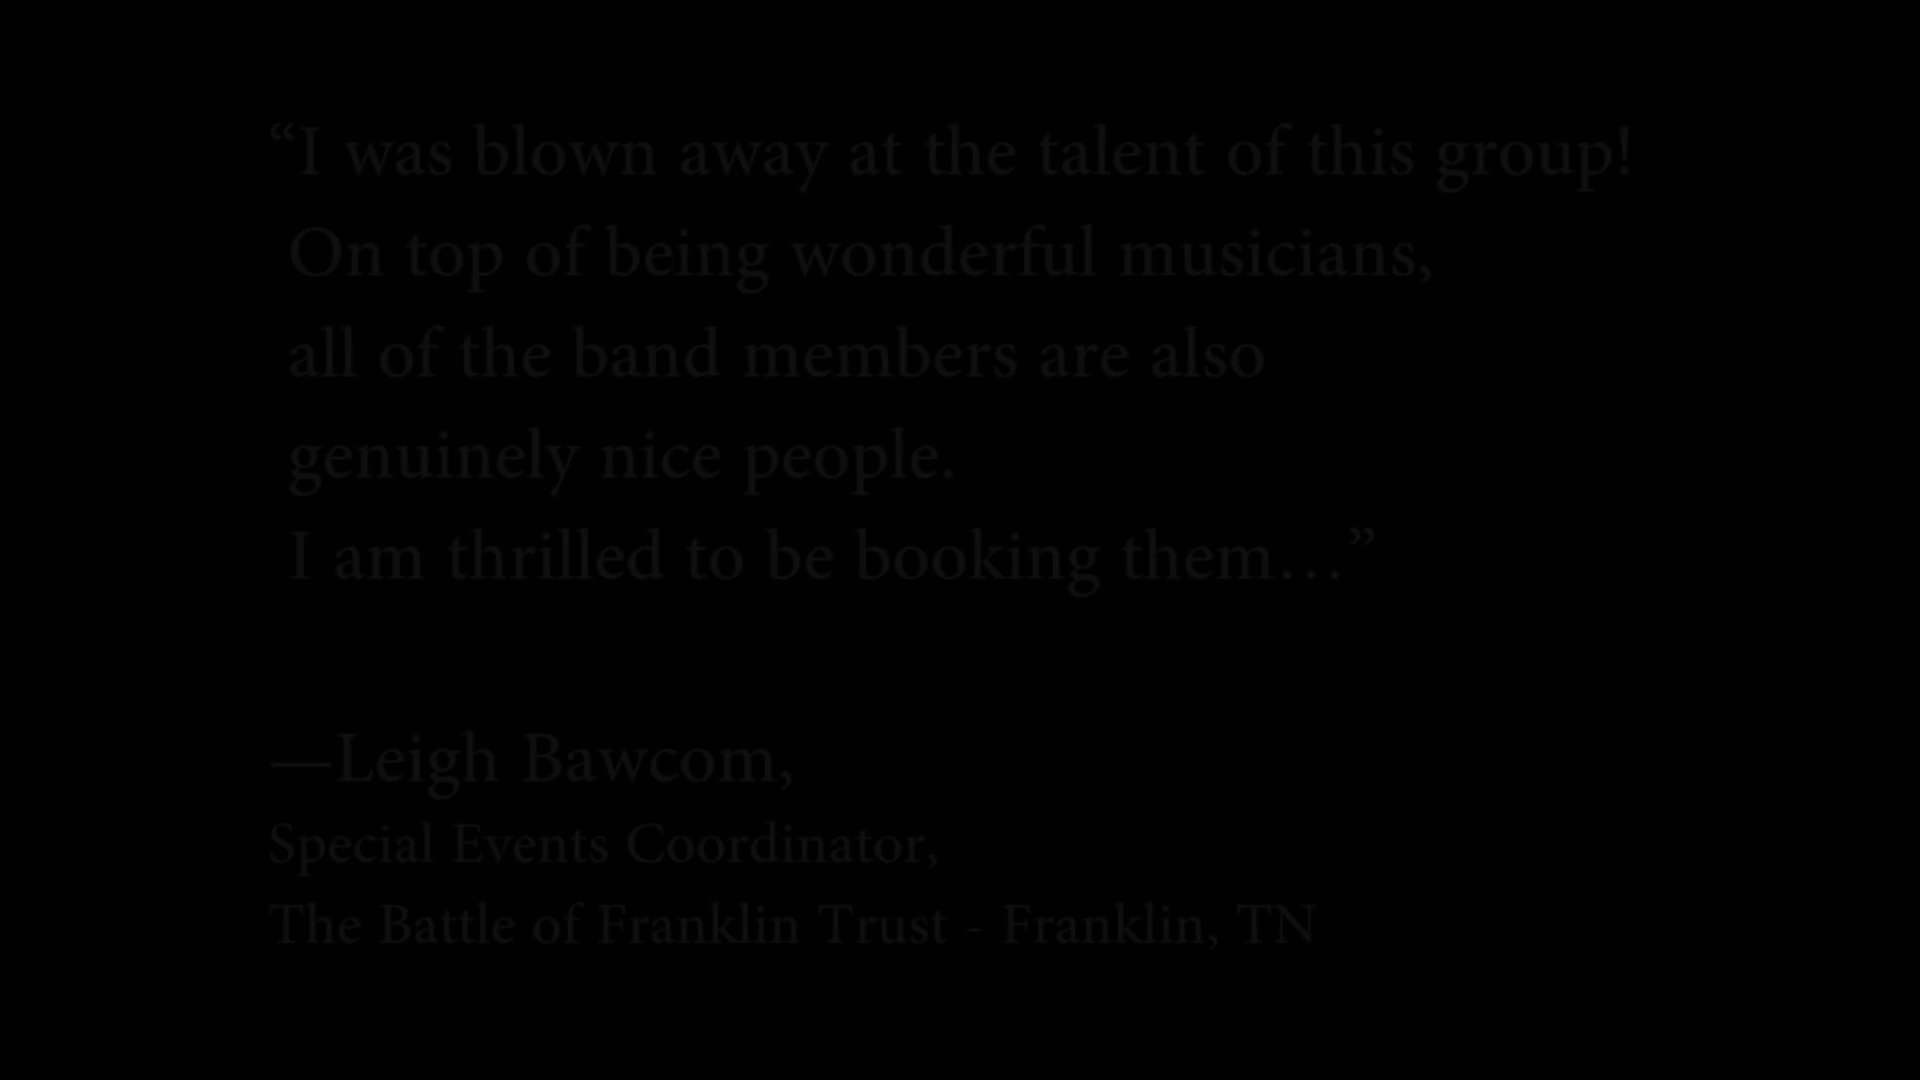 “I was blown away at the talent of this group!
On top of being wonderful musicians,
all of the band members are also
genuinely nice people.
I am thrilled to be booking them…”
—Leigh Bawcom,
Special Events Coordinator,
The Battle of Franklin Trust - Franklin, TN